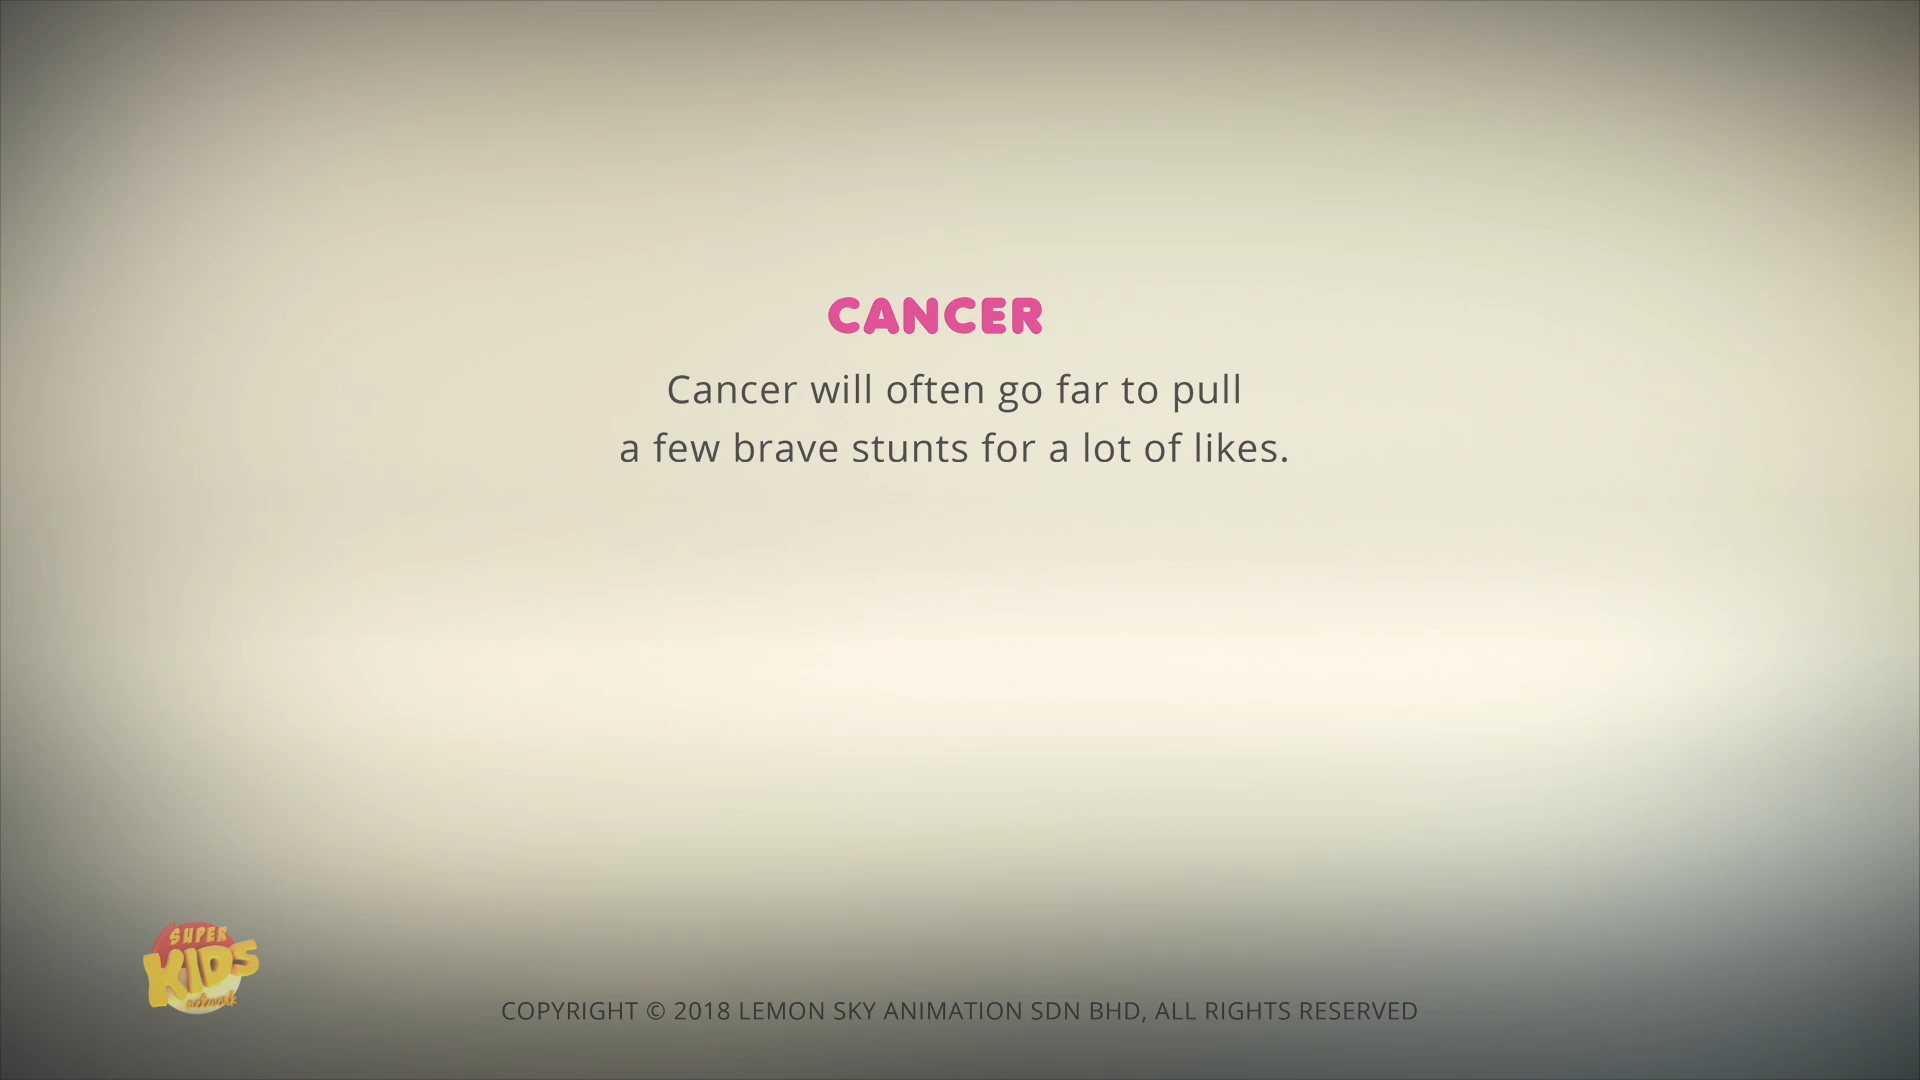 CANCER
Cancer will often go far to pull
a few brave stunts for a lot of likes.
SUPER
KIDS
network
COPYRIGHT © 2018 LEMON SKY ANIMATION SDN BHD, ALL RIGHTS RESERVED